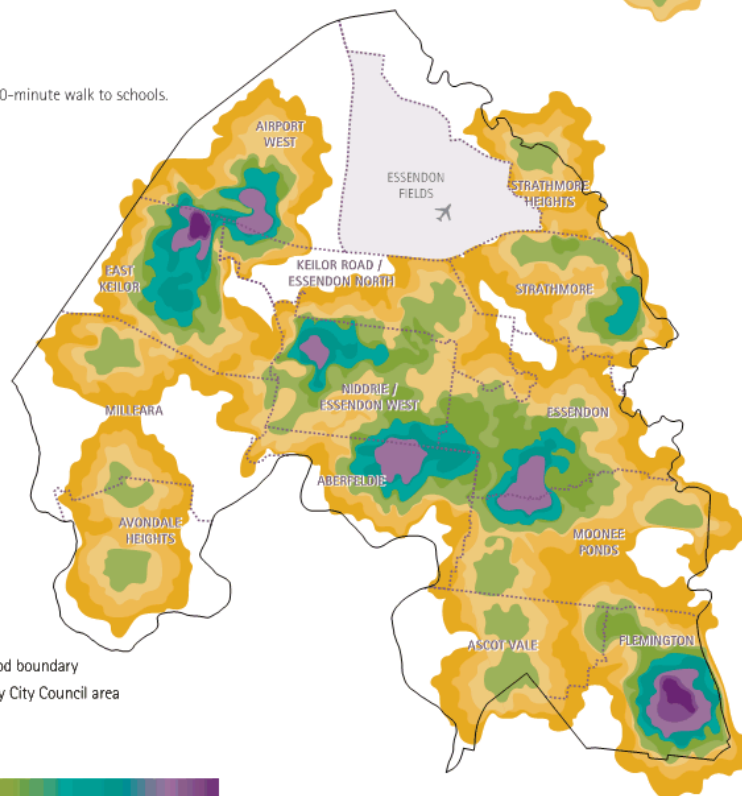 0-minute walk to schools.
AIRPORT
WEST
ESSENDON
FIELDS
STRATHMORE
HEIGHTS
EAST
KEILOR
KEILOR ROAD /
ESSENDON NORTH
STRATHMORE
NIDDRIE /
ESSENDON WEST
MILLEARA
ESSENDON
ABERFELDIE
AVONDALE
HEIGHTS
MOONEE
PONDS
ASCOT VALE
FLEMINGTON
od boundary
y City Council area